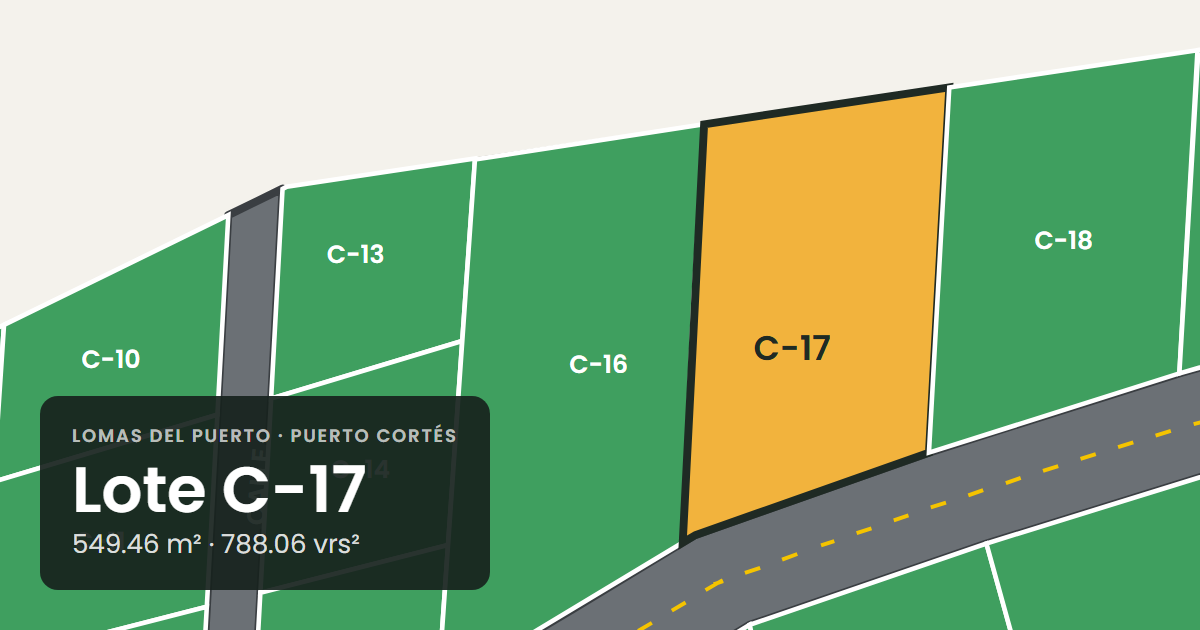 C-13
C-18
C-17
C-10
C-16
LOMAS DEL PUERTO · PUERTO CORTÉS
Lote C-17
549.46 m² · 788.06 vrs²